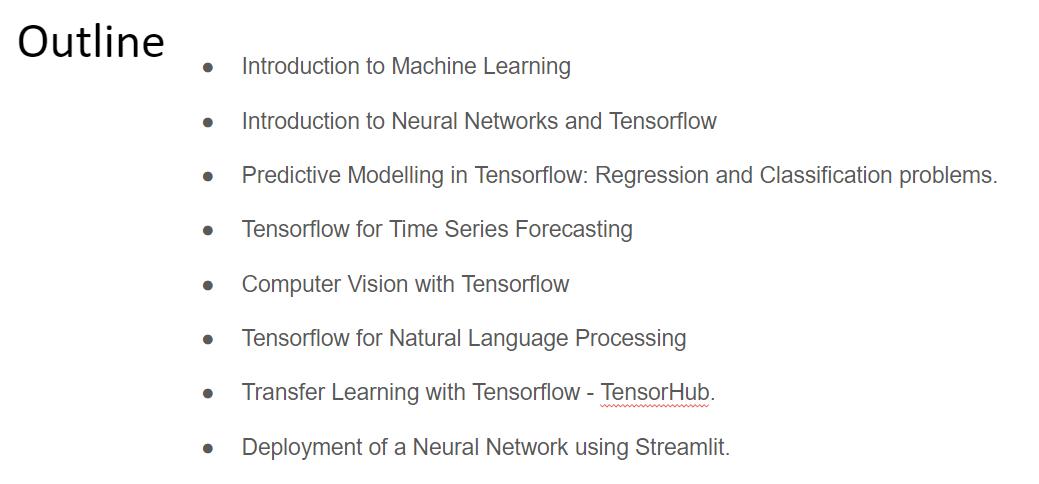 Outline
● Introduction to Machine Learning
● Introduction to Neural Networks and Tensorflow
● Predictive Modelling in Tensorflow: Regression and Classification problems.
● Tensorflow for Time Series Forecasting
● Computer Vision with Tensorflow
● Tensorflow for Natural Language Processing
● Transfer Learning with Tensorflow - TensorHub.
● Deployment of a Neural Network using Streamlit.